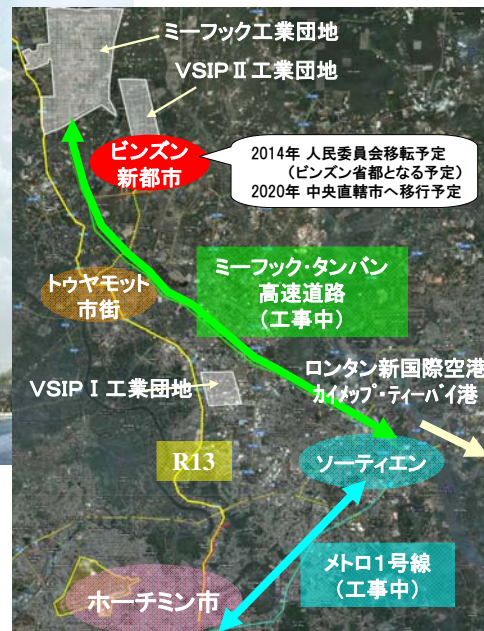 ミーフック工業団地
VSIPⅡ工業団地
ビンズン
新都市
2014年 人民委員会移転予定
(ビンズン省都となる予定)
2020年 中央直轄市へ移行予定
ミーフック・タンバン
高速道路
(工事中)
トゥヤモット
市街
ロンタン新国際空港
カイメップ・ティーバイ港
VSIPⅠ工業団地
R13
ソーティエン
メトロ1号線
(工事中)
ホーチミン市